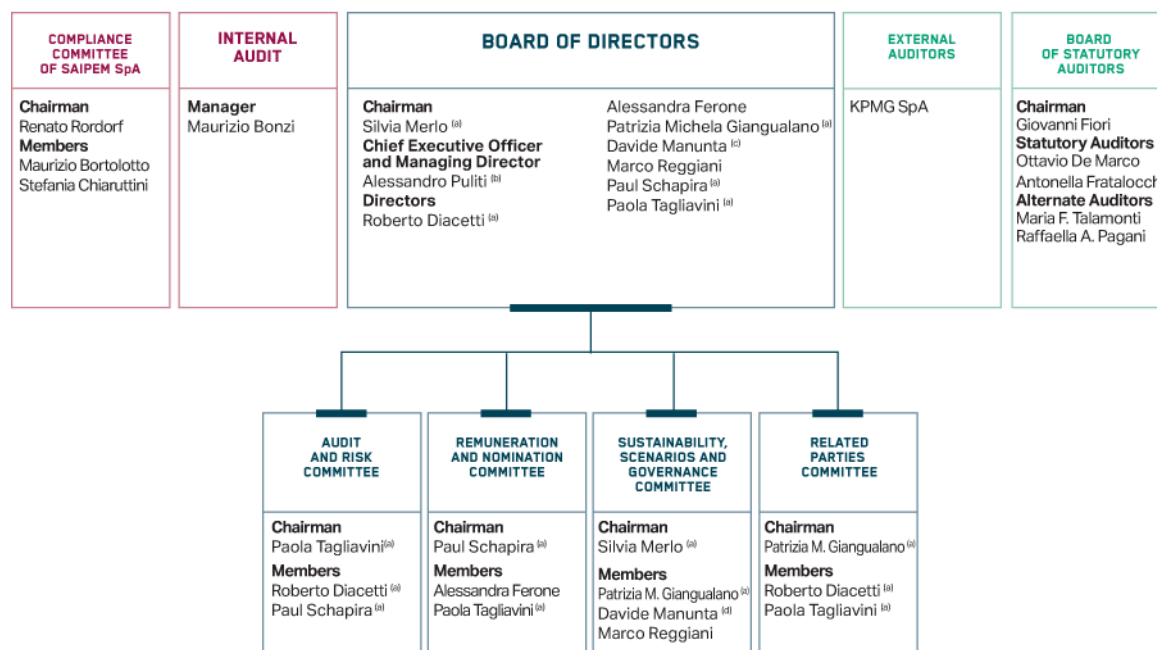 COMPLIANCE
COMMITTEE
OF SAIPEM SpA
Chairman
Renato Rordorf
Members
Maurizio Bortolotto
Stefania Chiaruttini
INTERNAL
AUDIT
Manager
Maurizio Bonzi
BOARD OF DIRECTORS
Chairman
Silvia Merlo (a)
Chief Executive Officer
and Managing Director
Alessandro Puliti (b)
Directors
Roberto Diacetti (a)
Alessandra Ferone
Patrizia Michela Giangualano (a)
Davide Manunta (c)
Marco Reggiani
Paul Schapira (a)
Paola Tagliavini (a)
EXTERNAL
AUDITORS
KPMG SpA
BOARD
OF STATUTORY
AUDITORS
Chairman
Giovanni Fiori
Statutory Auditors
Ottavio De Marco
Antonella Fratalocch
Alternate Auditors
Maria F. Talamonti
Raffaella A. Pagani
AUDIT
AND RISK
COMMITTEE
Chairman
Paola Tagliavini(a)
Members
Roberto Diacetti (a)
Paul Schapira (a)
REMUNERATION
AND NOMINATION
COMMITTEE
Chairman
Paul Schapira (a)
Members
Alessandra Ferone
Paola Tagliavini (a)
SUSTAINABILITY,
SCENARIOS AND
GOVERNANCE
COMMITTEE
Chairman
Silvia Merlo (a)
Members
Patrizia M. Giangualano (a)
Davide Manunta (d)
Marco Reggiani
RELATED
PARTIES
COMMITTEE
Chairman
Patrizia M. Giangualano (a)
Members
Roberto Diacetti (a)
Paola Tagliavini (a)